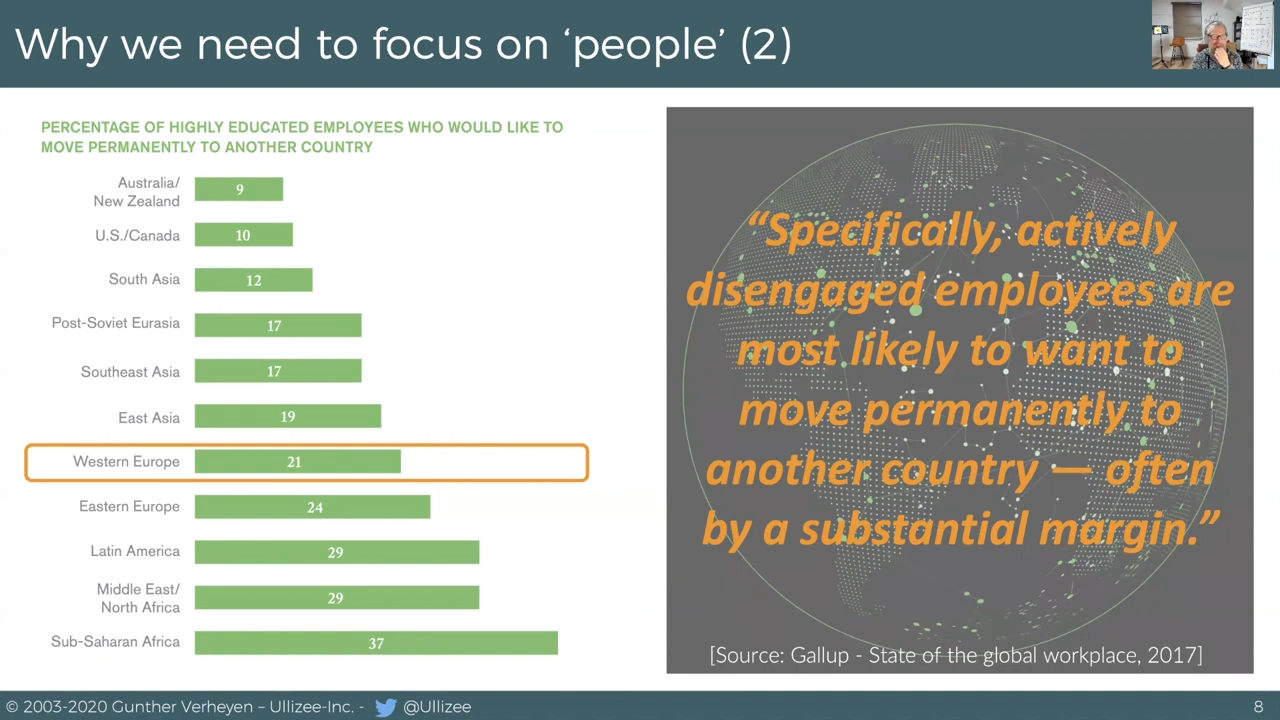 Why we need to focus on ‘people’ (2)
PERCENTAGE OF HIGHLY EDUCATED EMPLOYEES WHO WOULD LIKE TO
MOVE PERMANENTLY TO ANOTHER COUNTRY
Australia/
New Zealand
9
U.S./Canada
10
South Asia
12
Post-Soviet Eurasia
17
Southeast Asia
17
East Asia
19
Western Europe
21
Eastern Europe
24
Latin America
29
Middle East/
North Africa
29
Sub-Saharan Africa
37
“Specifically, actively
disengaged employees are
most likely to want to
move permanently to
another country — often
by a substantial margin.”
[Source: Gallup - State of the global workplace, 2017]
© 2003-2020 Gunther Verheyen – Ullizee-Inc. - @Ullizee
8